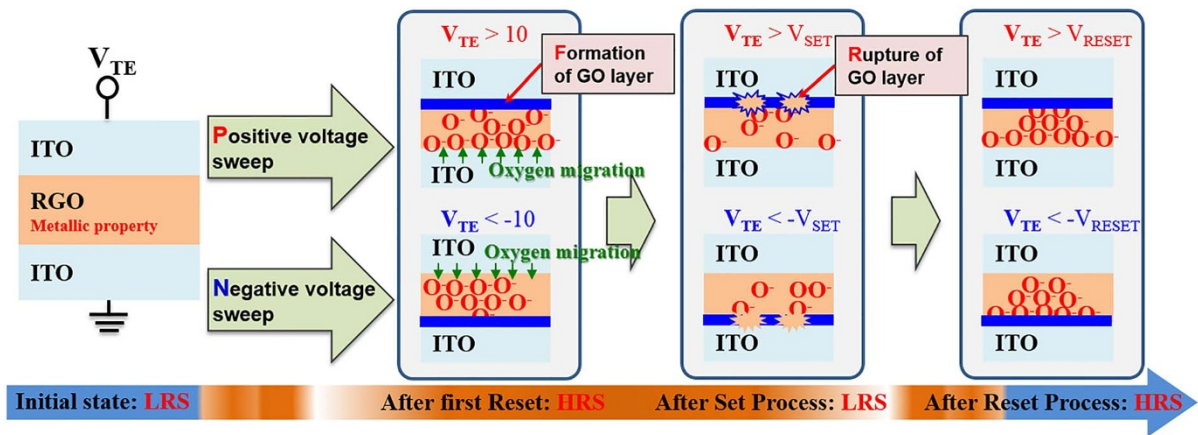 V_TE
ITO
RGO
Metallic property
ITO
Positive voltage
sweep
Negative voltage
sweep
V_TE > 10
Formation
of GO layer
ITO
O⁻ O⁻ O⁻
O⁻ O⁻ O⁻
O⁻O⁻O⁻O⁻O⁻ O⁻
Oxygen migration
ITO
V_TE < -10
ITO
Oxygen migration
O⁻O⁻O⁻O⁻
O⁻O⁻O⁻O⁻
O⁻
ITO
V_TE > V_SET
Rupture of
GO layer
ITO
O⁻O⁻
O⁻ O⁻
O⁻ O⁻ O⁻
ITO
V_TE < -V_SET
ITO
O⁻ OO⁻
O⁻ O⁻
ITO
V_TE > V_RESET
ITO
O⁻O⁻
O⁻O⁻O⁻
O⁻O⁻O⁻O⁻O⁻O⁻
ITO
V_TE < -V_RESET
ITO
O⁻O⁻
O⁻O⁻O⁻
O⁻O⁻O⁻O⁻O⁻
ITO
Initial state: LRS
After first Reset: HRS
After Set Process: LRS
After Reset Process: HRS